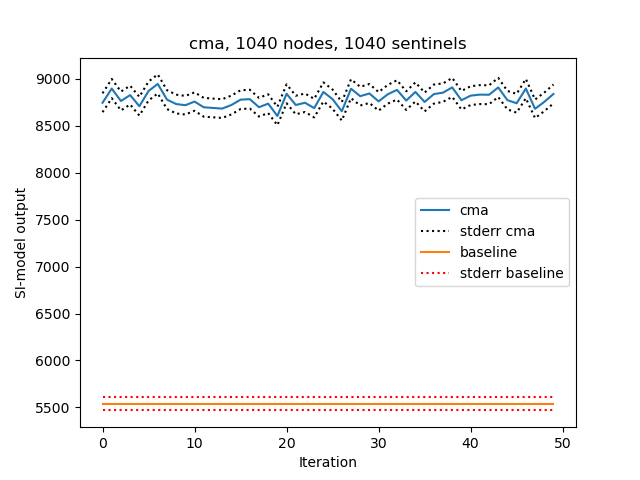 cma, 1040 nodes, 1040 sentinels
9000
8500
8000
7500
7000
6500
6000
5500
SI-model output
cma
stderr cma
baseline
stderr baseline
0 10 20 30 40 50
Iteration